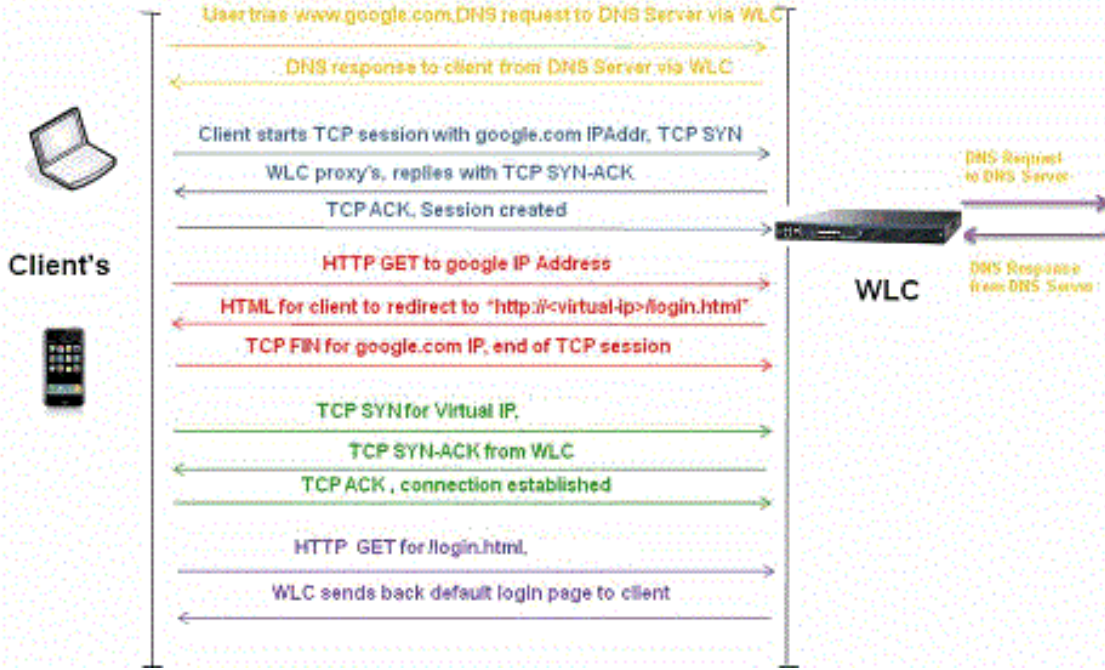 User tries www.google.com,DNS request to DNS Server via WLC
DNS response to client from DNS Server via WLC
Client starts TCP session with google.com IPAddr, TCP SYN
WLC proxy's, replies with TCP SYN-ACK
TCP ACK, Session created
HTTP GET to google IP Address
HTML for client to redirect to "http://<virtual-ip>/login.html"
TCP FIN for google.com IP, end of TCP session
TCP SYN for Virtual IP,
TCP SYN-ACK from WLC
TCP ACK , connection established
HTTP GET for /login.html,
WLC sends back default login page to client
Client's
WLC
DNS Request
to DNS Server
DNS Response
from DNS Server